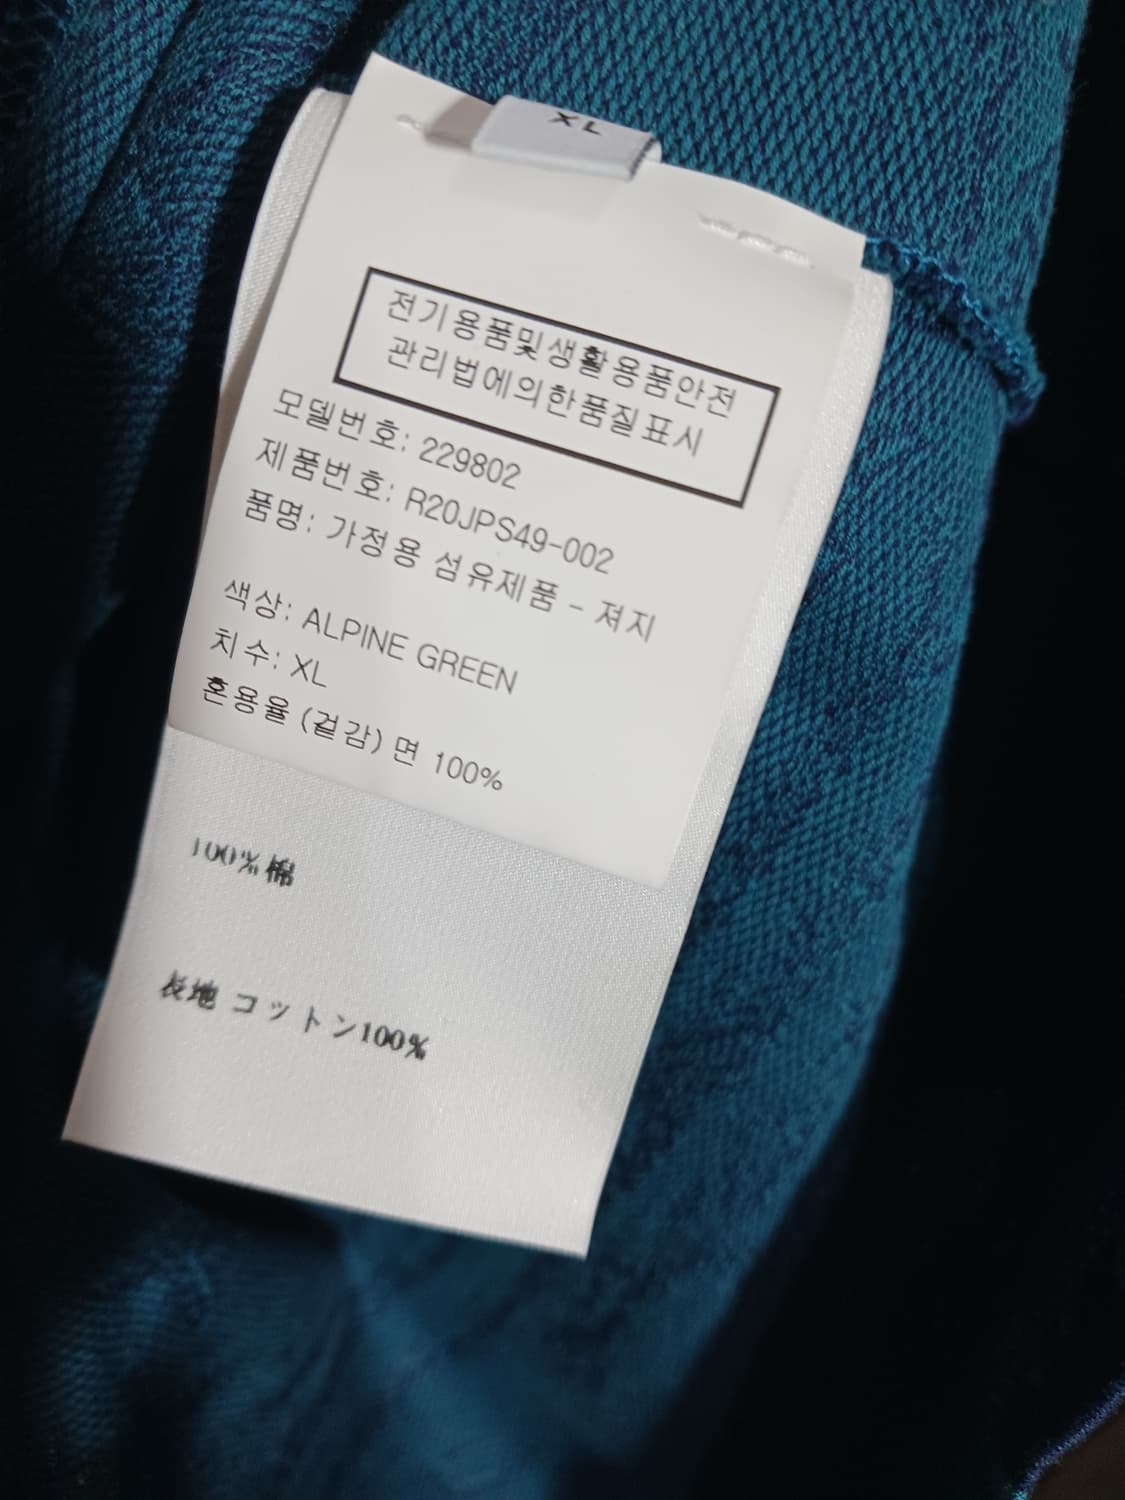 XL
전기용품및생활용품안전
관리법에의한품질표시
모델번호: 229802
제품번호: R20JPS49-002
품명: 가정용 섬유제품 - 져지
색상: ALPINE GREEN
치수: XL
혼용율 (겉감) 면 100%
100% 棉
表地 コットン100%